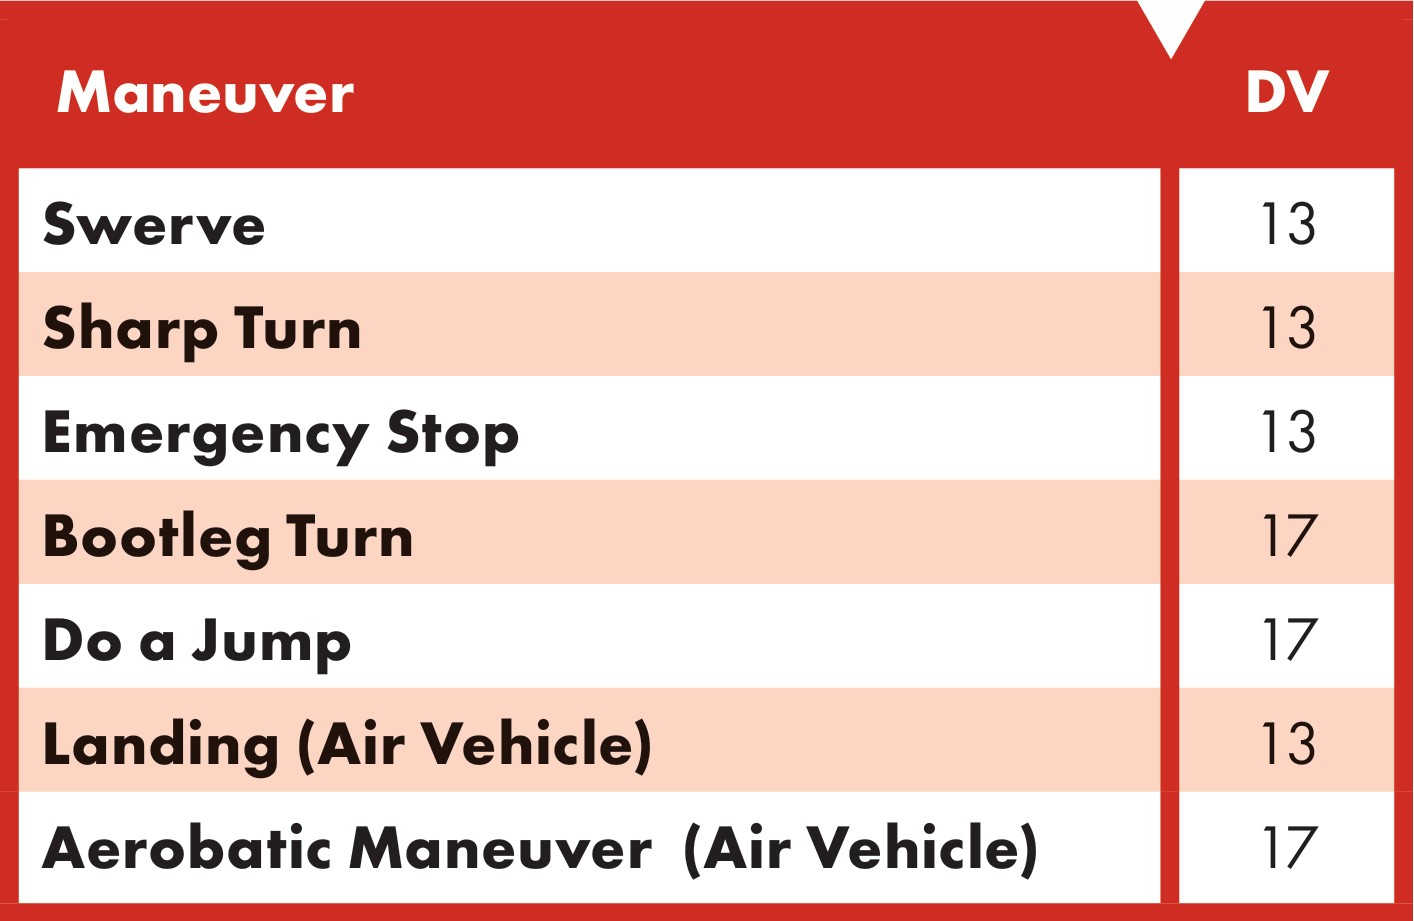 Maneuver DV
Swerve 13
Sharp Turn 13
Emergency Stop 13
Bootleg Turn 17
Do a Jump 17
Landing (Air Vehicle) 13
Aerobatic Maneuver (Air Vehicle) 17